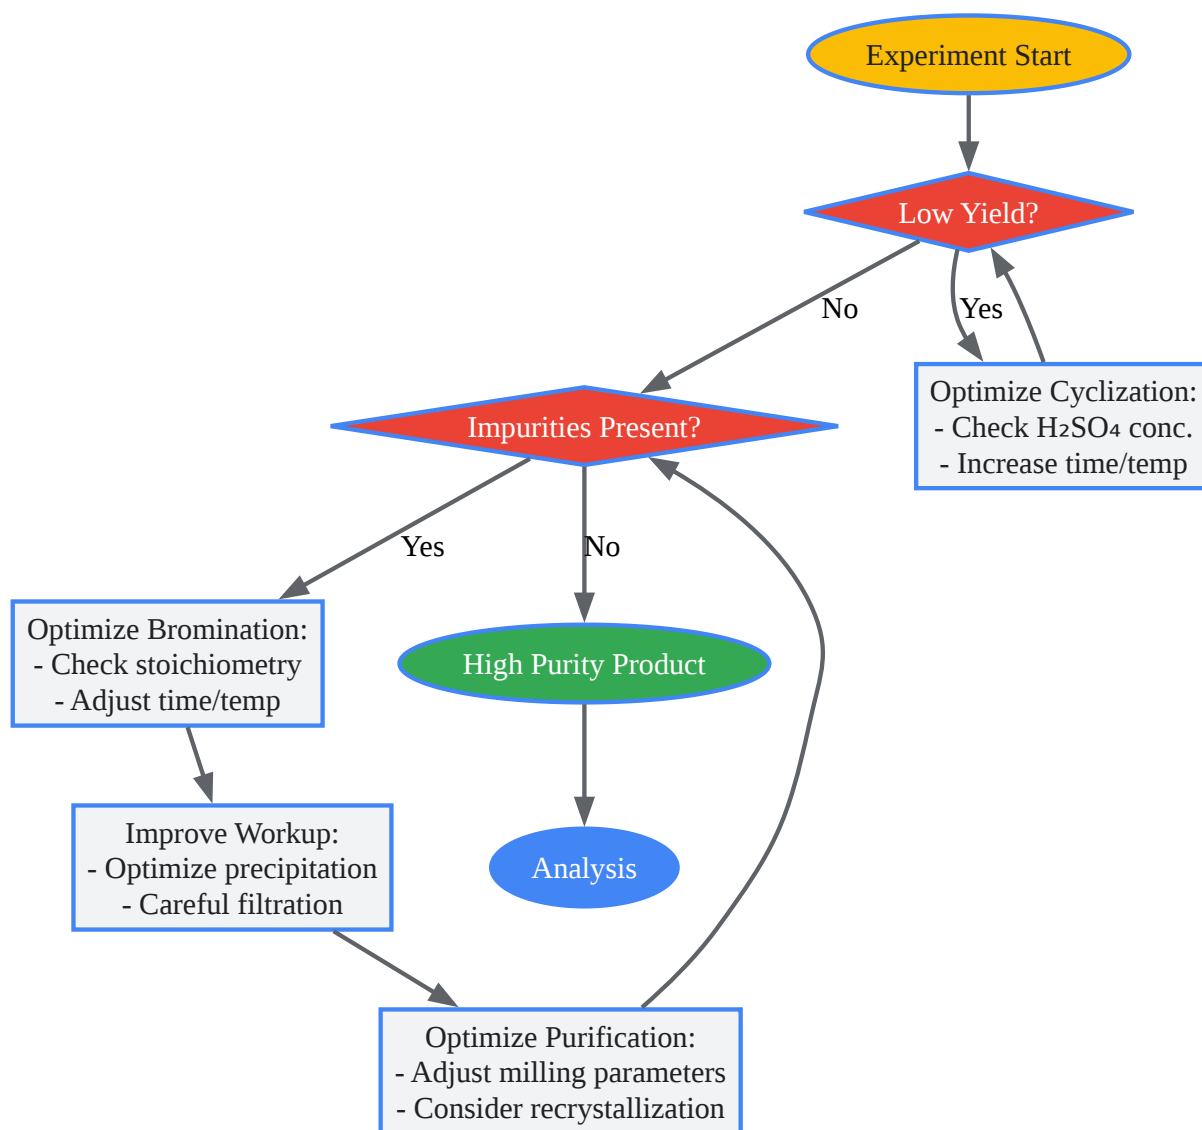 Experiment Start
Low Yield?
No
Yes
Optimize Cyclization:
- Check H₂SO₄ conc.
- Increase time/temp
Impurities Present?
Yes
No
Optimize Bromination:
- Check stoichiometry
- Adjust time/temp
High Purity Product
Improve Workup:
- Optimize precipitation
- Careful filtration
Analysis
Optimize Purification:
- Adjust milling parameters
- Consider recrystallization